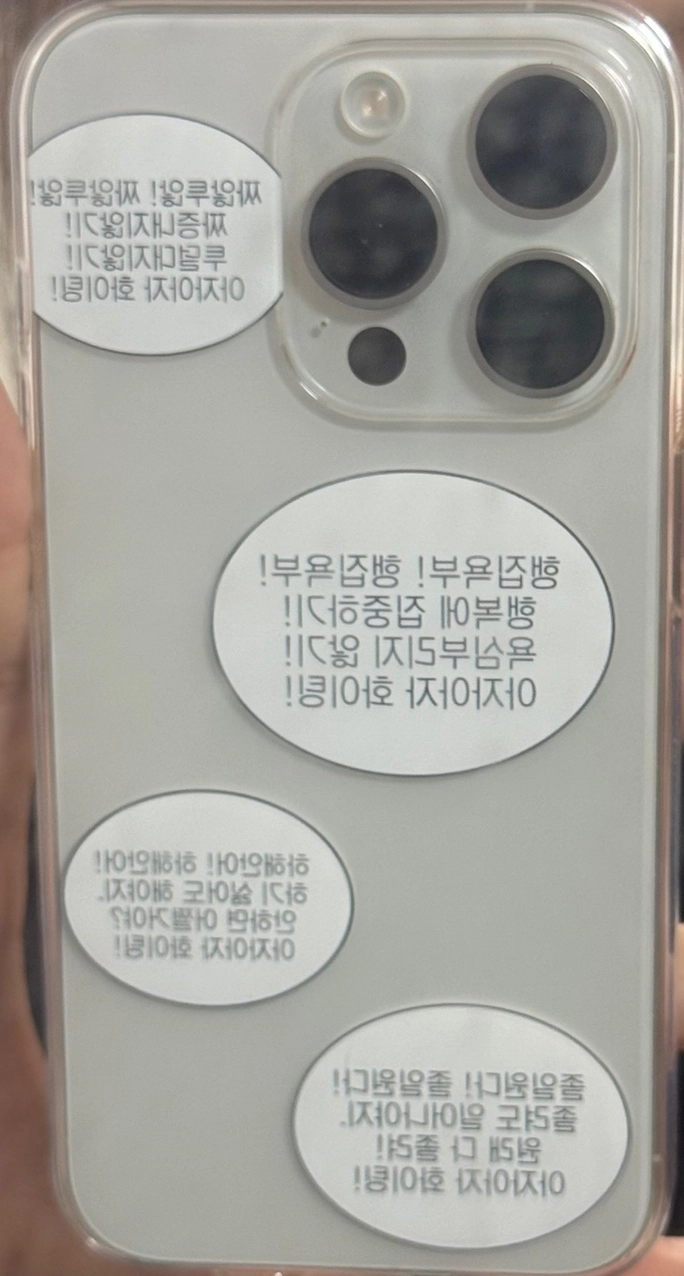 짜않투않! 짜않투않!
짜증내지않기!!
투덜대지않기!!
아자아자 화이팅!
행집욕부! 행집욕부!
행복에 집중하기!!
욕심부리지 않기!!
아자아자 화이팅!
하해안어! 하해안어!
하기 싫어도 해야지.
안하면 어쩔거야?
아자아자 화이팅!
졸일원다! 졸일원다!
졸려도 일어나야지.
원래 다 졸려!
아자아자 화이팅!